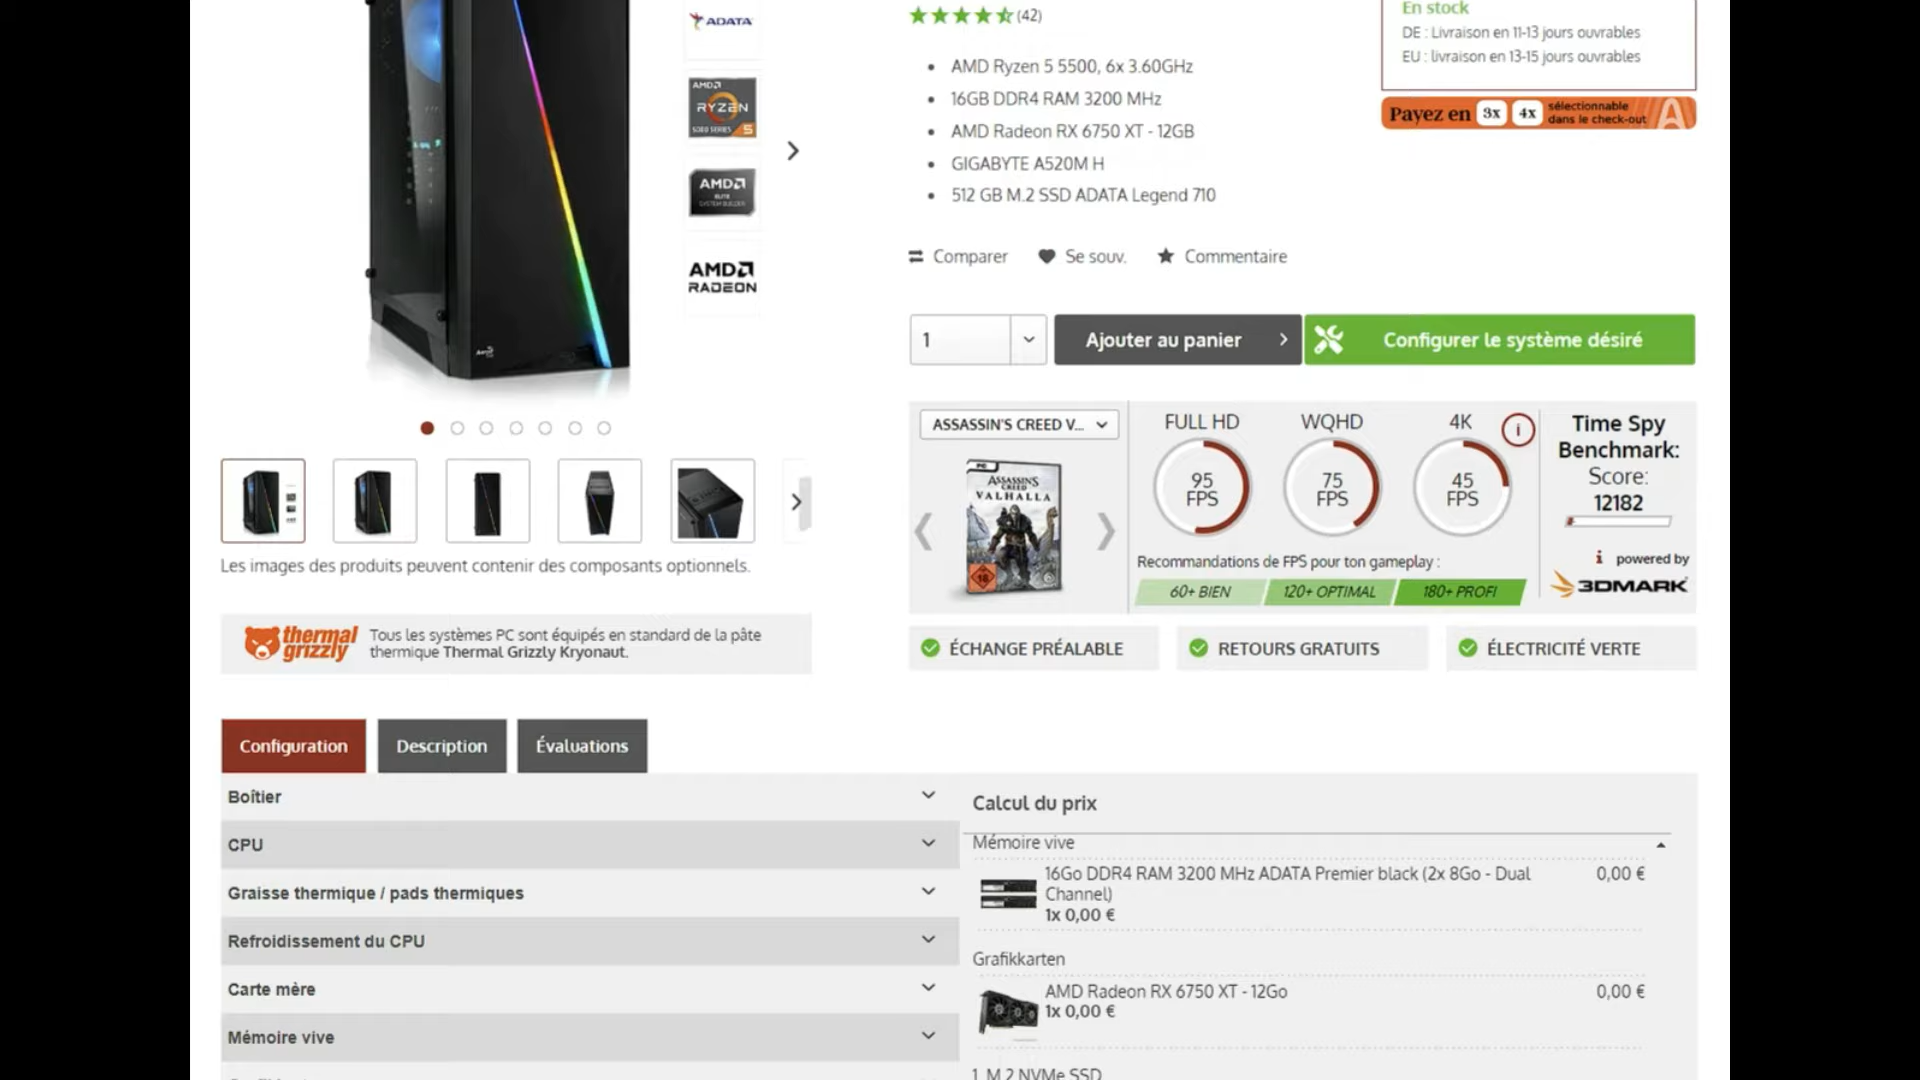 ADATA
AMD
RYZEN
5000 SERIES 5
AMD
ELITE
SYSTEM BUILDER
AMD
RADEON
Les images des produits peuvent contenir des composants optionnels.
thermal
grizzly
Tous les systèmes PC sont équipés en standard de la pâte
thermique Thermal Grizzly Kryonaut.
(42)
AMD Ryzen 5 5500, 6x 3.60GHz
16GB DDR4 RAM 3200 MHz
AMD Radeon RX 6750 XT - 12GB
GIGABYTE A520M H
512 GB M.2 SSD ADATA Legend 710
En stock
DE : Livraison en 11-13 jours ouvrables
EU : livraison en 13-15 jours ouvrables
Payez en 3x 4x sélectionnable
dans le check-out
Comparer Se souv. Commentaire
1 Ajouter au panier Configurer le système désiré
ASSASSIN'S CREED V...
PC
ASSASSIN'S
CREED
VALHALLA
18
FULL HD WQHD 4K
95 75 45
FPS FPS FPS
Recommandations de FPS pour ton gameplay :
60+ BIEN 120+ OPTIMAL 180+ PROFI
Time Spy
Benchmark:
Score:
12182
powered by
3DMARK
ÉCHANGE PRÉALABLE RETOURS GRATUITS ÉLECTRICITÉ VERTE
Configuration Description Évaluations
Boîtier
CPU
Graisse thermique / pads thermiques
Refroidissement du CPU
Carte mère
Mémoire vive
Calcul du prix
Mémoire vive
16Go DDR4 RAM 3200 MHz ADATA Premier black (2x 8Go - Dual 0,00 €
Channel)
1x 0,00 €
Grafikkarten
AMD Radeon RX 6750 XT - 12Go 0,00 €
1x 0,00 €
1. M.2 NVMe SSD